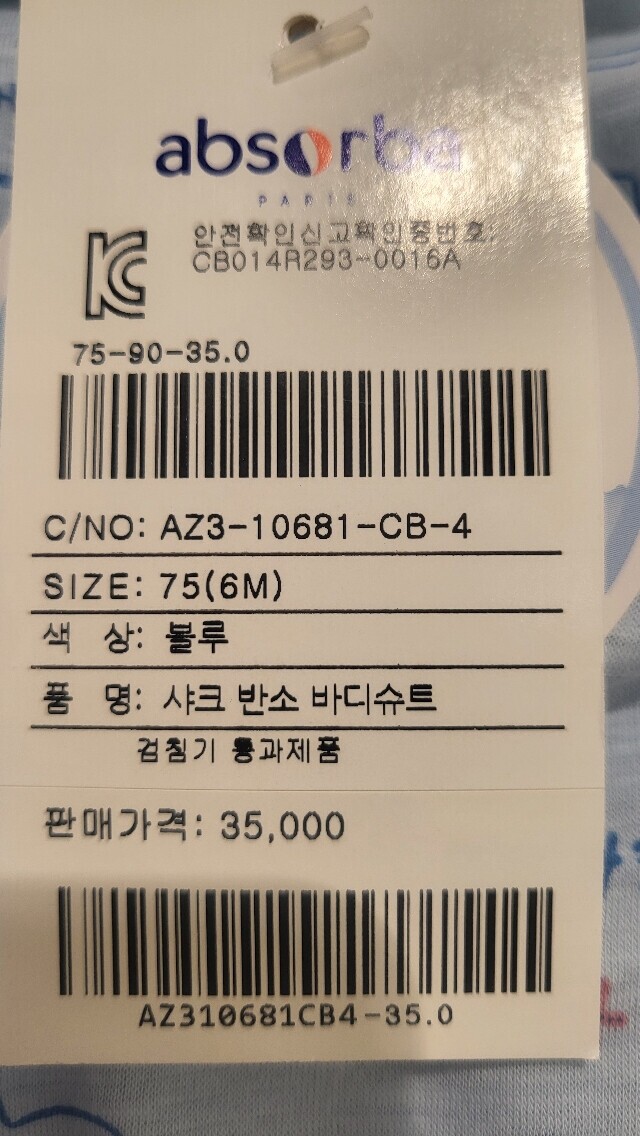 absorba
PARIS
안전확인신고확인증번호:
CB014R293-0016A
75-90-35.0
C/NO: AZ3-10681-CB-4
SIZE: 75(6M)
색 상: 블루
품 명: 샤크 반소 바디슈트
검침기 통과제품
판매가격: 35,000
AZ310681CB4-35.0